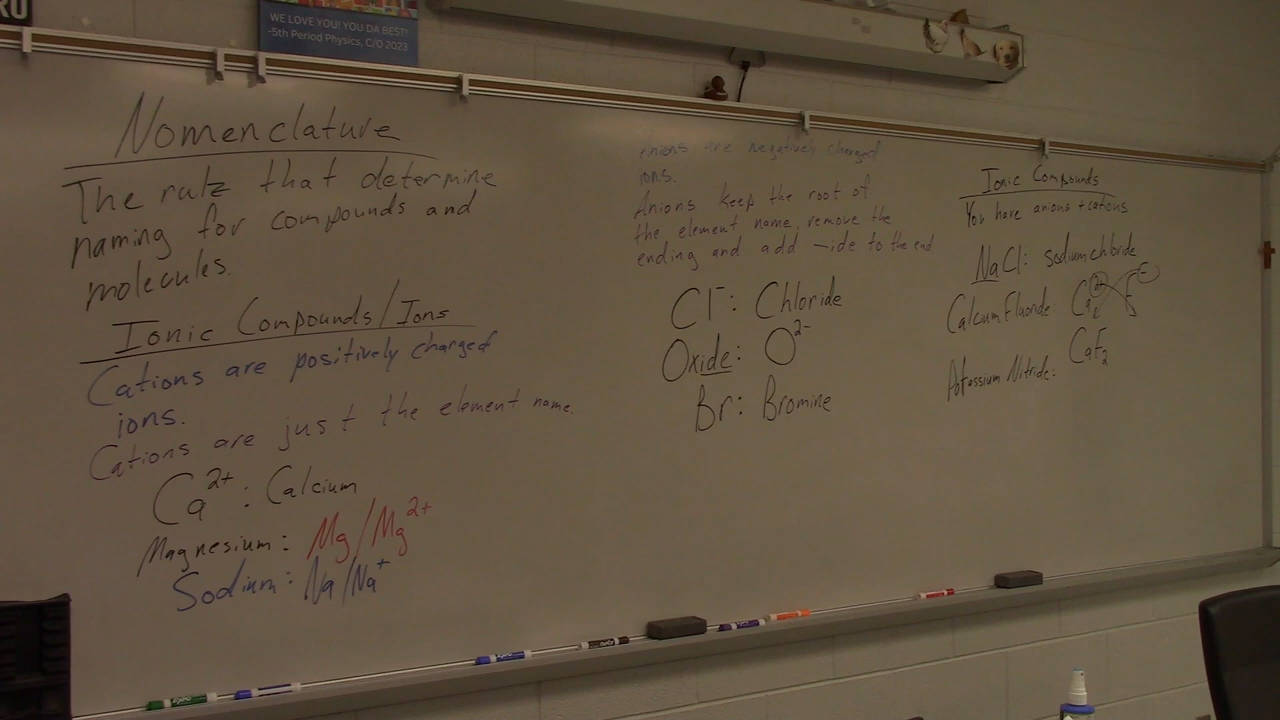 RU
WE LOVE YOU! YOU DA BEST!
-5th Period Physics, C/O 2023
Nomenclature
The rule that determine
naming for compounds and
molecules.
Ionic Compounds/Ions
Cations are positively charged
ions.
Cations are just the element name.
Ca²⁺: Calcium
Magnesium: Mg/Mg²⁺
Sodium: Na/Na⁺
Anions are negatively charged
ions.
Anions keep the root of
the element name, remove the
ending and add -ide to the end
Cl⁻: Chloride
Oxide: O²⁻
Br: Bromine
Ionic Compounds
You have anions + cations
NaCl: sodium chloride
Calcium Fluoride: Ca²⁺ F⁻
CaF₂
Potassium Nitride: